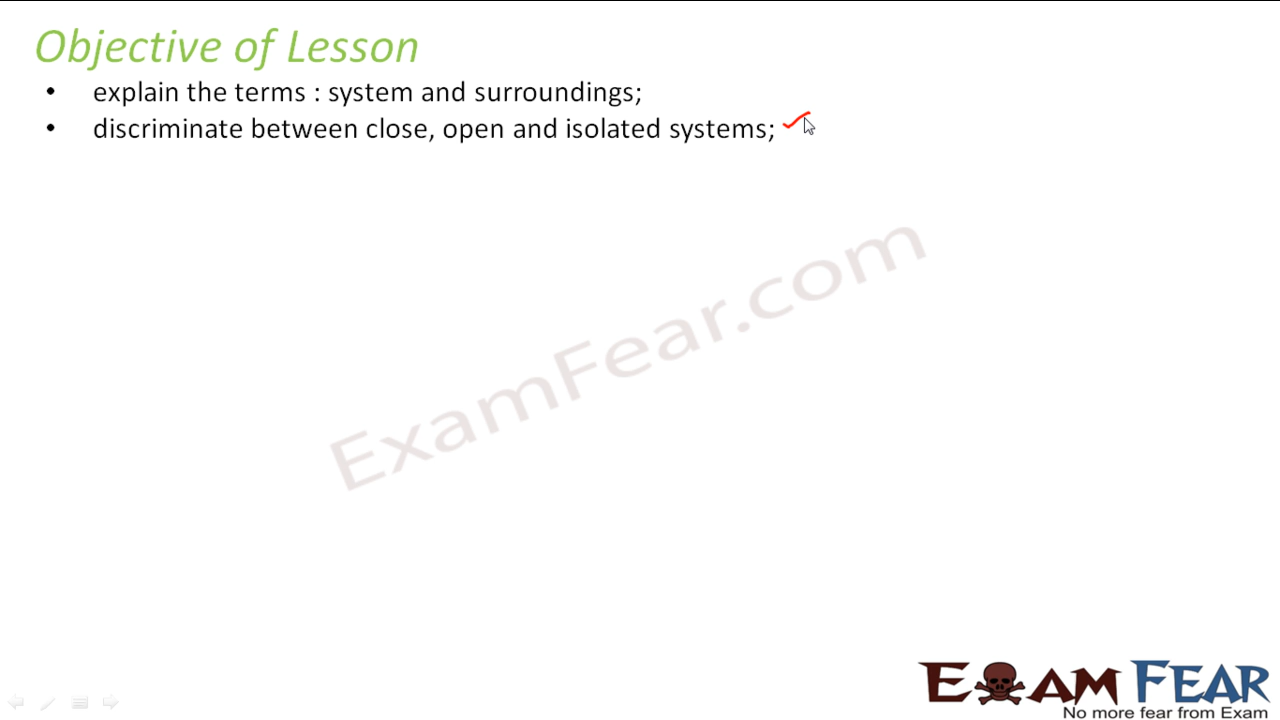 Objective of Lesson
• explain the terms : system and surroundings;
• discriminate between close, open and isolated systems;
ExamFear.com
EXAM FEAR
No more fear from Exam